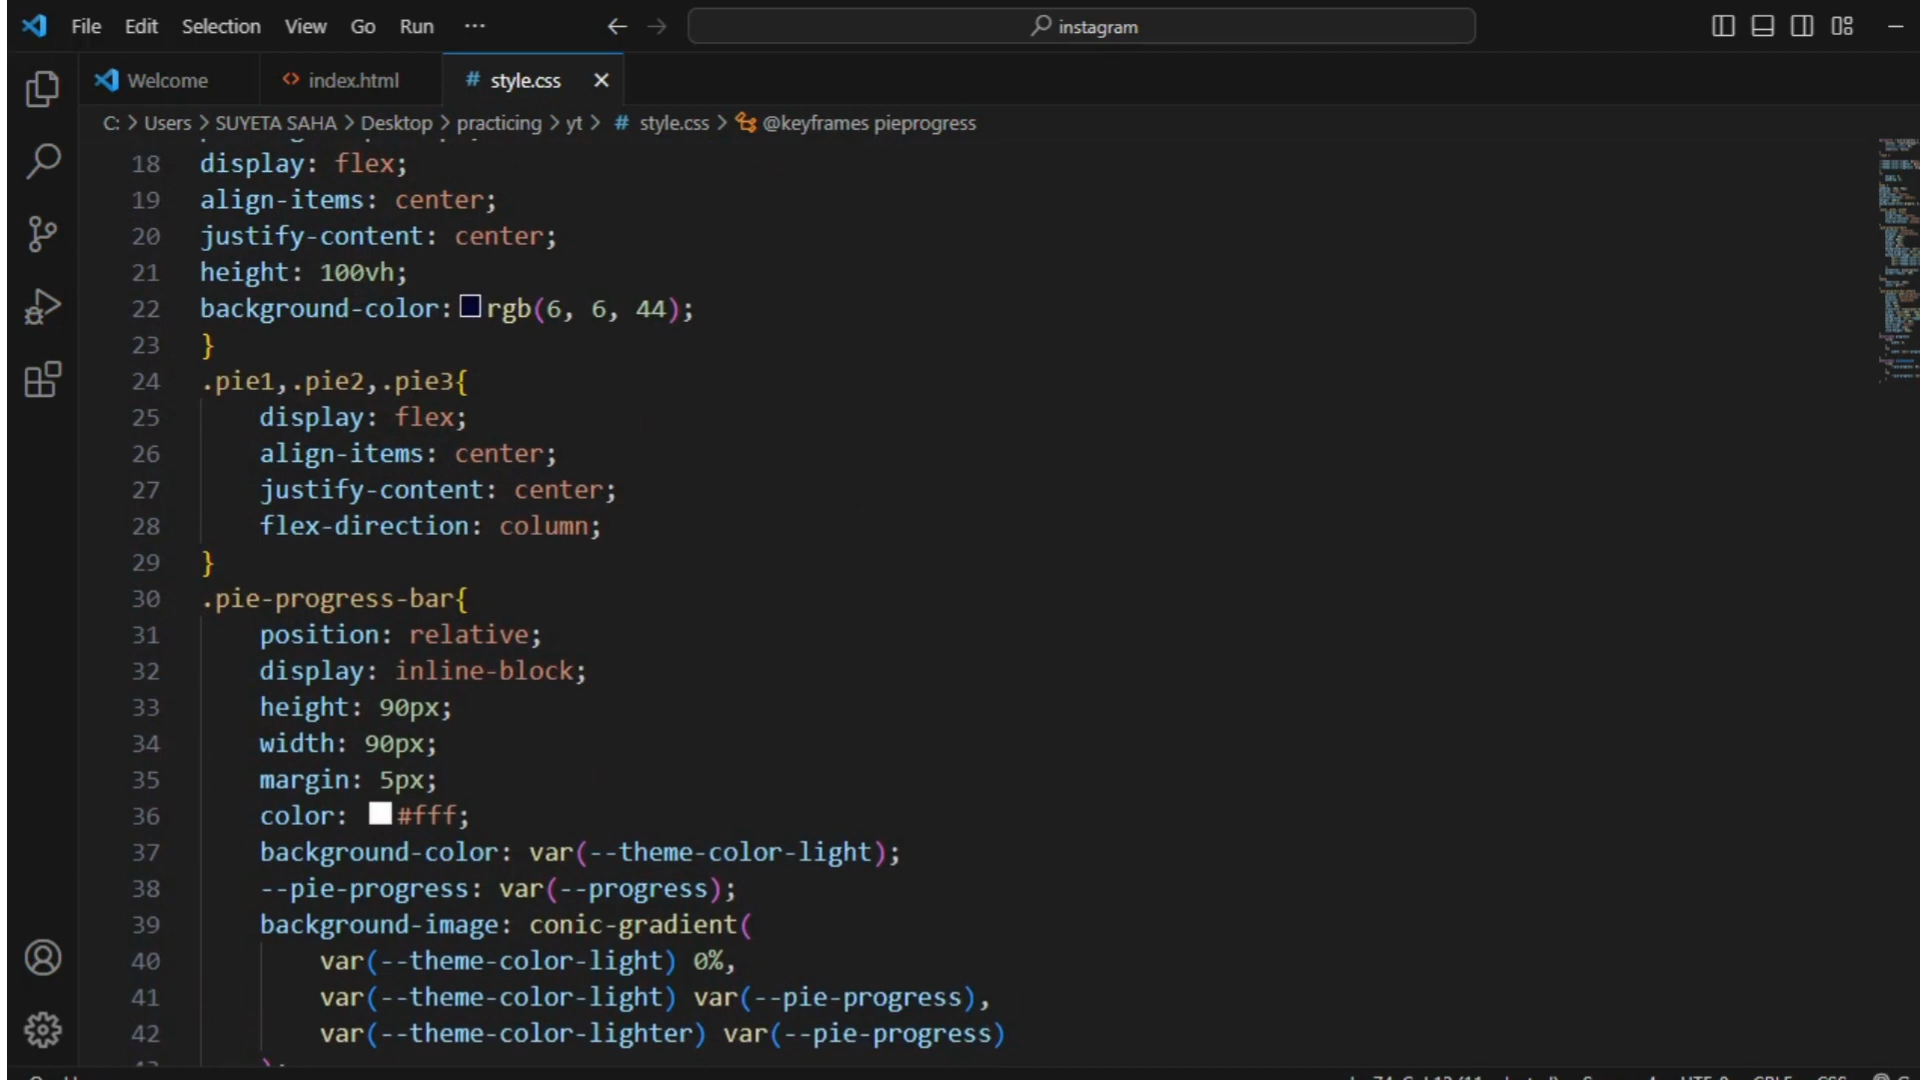 File Edit Selection View Go Run ...
instagram
Welcome
index.html
# style.css
C: > Users > SUYETA SAHA > Desktop > practicing > yt > # style.css > @keyframes pieprogress
18 display: flex;
19 align-items: center;
20 justify-content: center;
21 height: 100vh;
22 background-color: rgb(6, 6, 44);
23 }
24 .pie1,.pie2,.pie3{
25 display: flex;
26 align-items: center;
27 justify-content: center;
28 flex-direction: column;
29 }
30 .pie-progress-bar{
31 position: relative;
32 display: inline-block;
33 height: 90px;
34 width: 90px;
35 margin: 5px;
36 color: #fff;
37 background-color: var(--theme-color-light);
38 --pie-progress: var(--progress);
39 background-image: conic-gradient(
40 var(--theme-color-light) 0%,
41 var(--theme-color-light) var(--pie-progress),
42 var(--theme-color-lighter) var(--pie-progress)